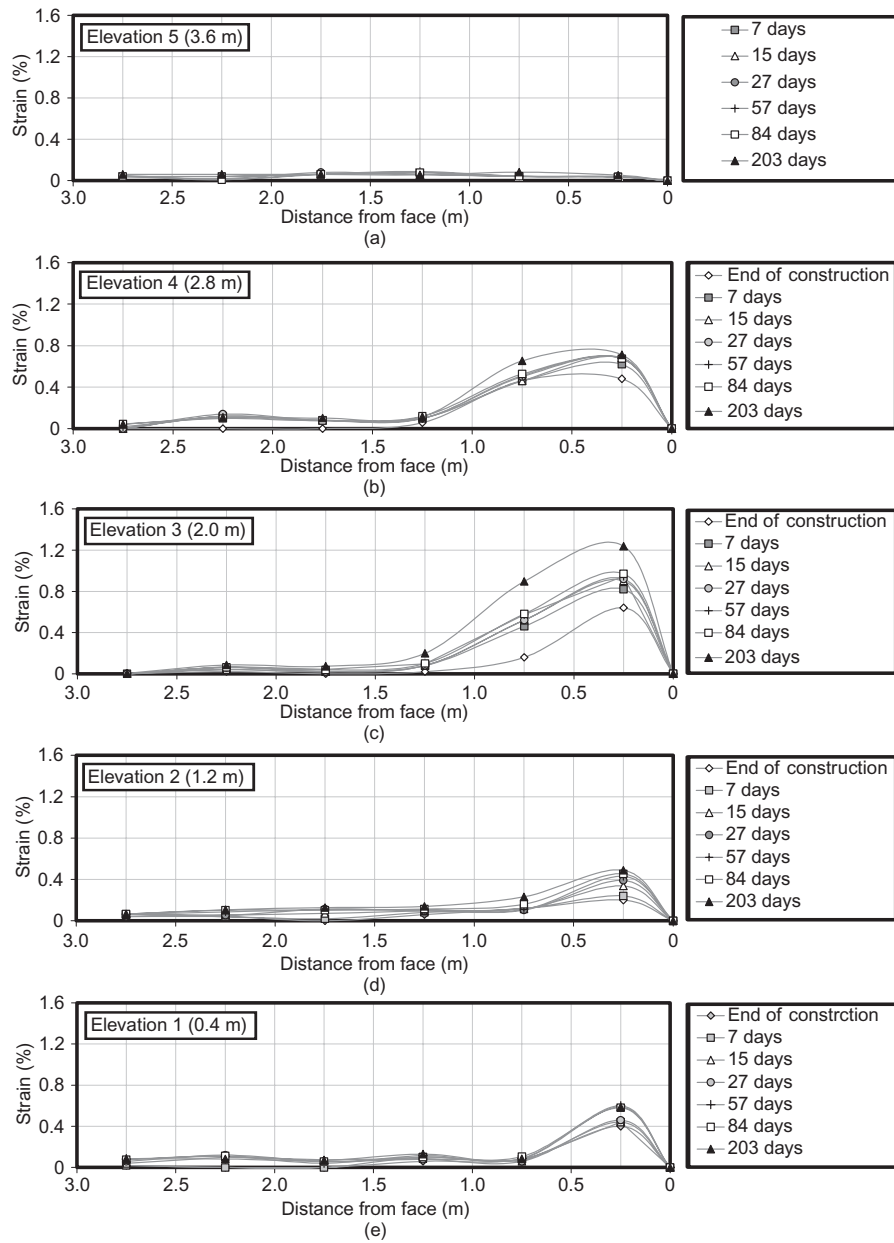 1.6
Elevation 5 (3.6 m)
1.2
0.8
0.4
0
Strain (%)
3.0 2.5 2.0 1.5 1.0 0.5 0
Distance from face (m)
(a)
7 days
15 days
27 days
57 days
84 days
203 days
1.6
Elevation 4 (2.8 m)
1.2
0.8
0.4
0
Strain (%)
3.0 2.5 2.0 1.5 1.0 0.5 0
Distance from face (m)
(b)
End of construction
7 days
15 days
27 days
57 days
84 days
203 days
1.6
Elevation 3 (2.0 m)
1.2
0.8
0.4
0
Strain (%)
3.0 2.5 2.0 1.5 1.0 0.5 0
Distance from face (m)
(c)
End of construction
7 days
15 days
27 days
57 days
84 days
203 days
1.6
Elevation 2 (1.2 m)
1.2
0.8
0.4
0
Strain (%)
3.0 2.5 2.0 1.5 1.0 0.5 0
Distance from face (m)
(d)
End of construction
7 days
15 days
27 days
57 days
84 days
203 days
1.6
Elevation 1 (0.4 m)
1.2
0.8
0.4
0
Strain (%)
3.0 2.5 2.0 1.5 1.0 0.5 0
Distance from face (m)
(e)
End of constrction
7 days
15 days
27 days
57 days
84 days
203 days